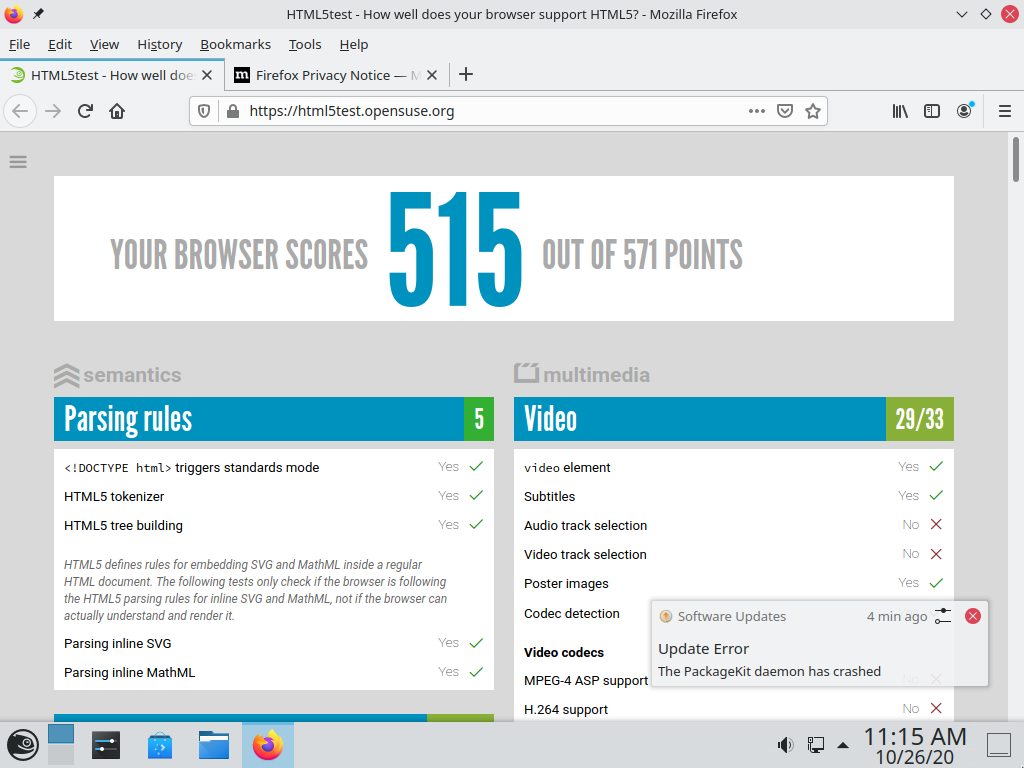 HTML5test - How well does your browser support HTML5? - Mozilla Firefox
File Edit View History Bookmarks Tools Help
HTML5test - How well doe
Firefox Privacy Notice — M
https://html5test.opensuse.org
YOUR BROWSER SCORES 515 OUT OF 571 POINTS
semantics
Parsing rules 5
<!DOCTYPE html> triggers standards mode Yes
HTML5 tokenizer Yes
HTML5 tree building Yes
HTML5 defines rules for embedding SVG and MathML inside a regular
HTML document. The following tests only check if the browser is following
the HTML5 parsing rules for inline SVG and MathML, not if the browser can
actually understand and render it.
Parsing inline SVG Yes
Parsing inline MathML Yes
multimedia
Video 29/33
video element Yes
Subtitles Yes
Audio track selection No
Video track selection No
Poster images Yes
Codec detection
Video codecs
MPEG-4 ASP support No
H.264 support No
Software Updates 4 min ago
Update Error
The PackageKit daemon has crashed
11:15 AM
10/26/20